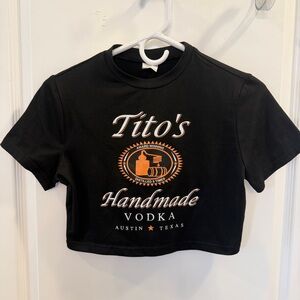 Tito's
Handmade
VODKA
AUSTIN ★ TEXAS